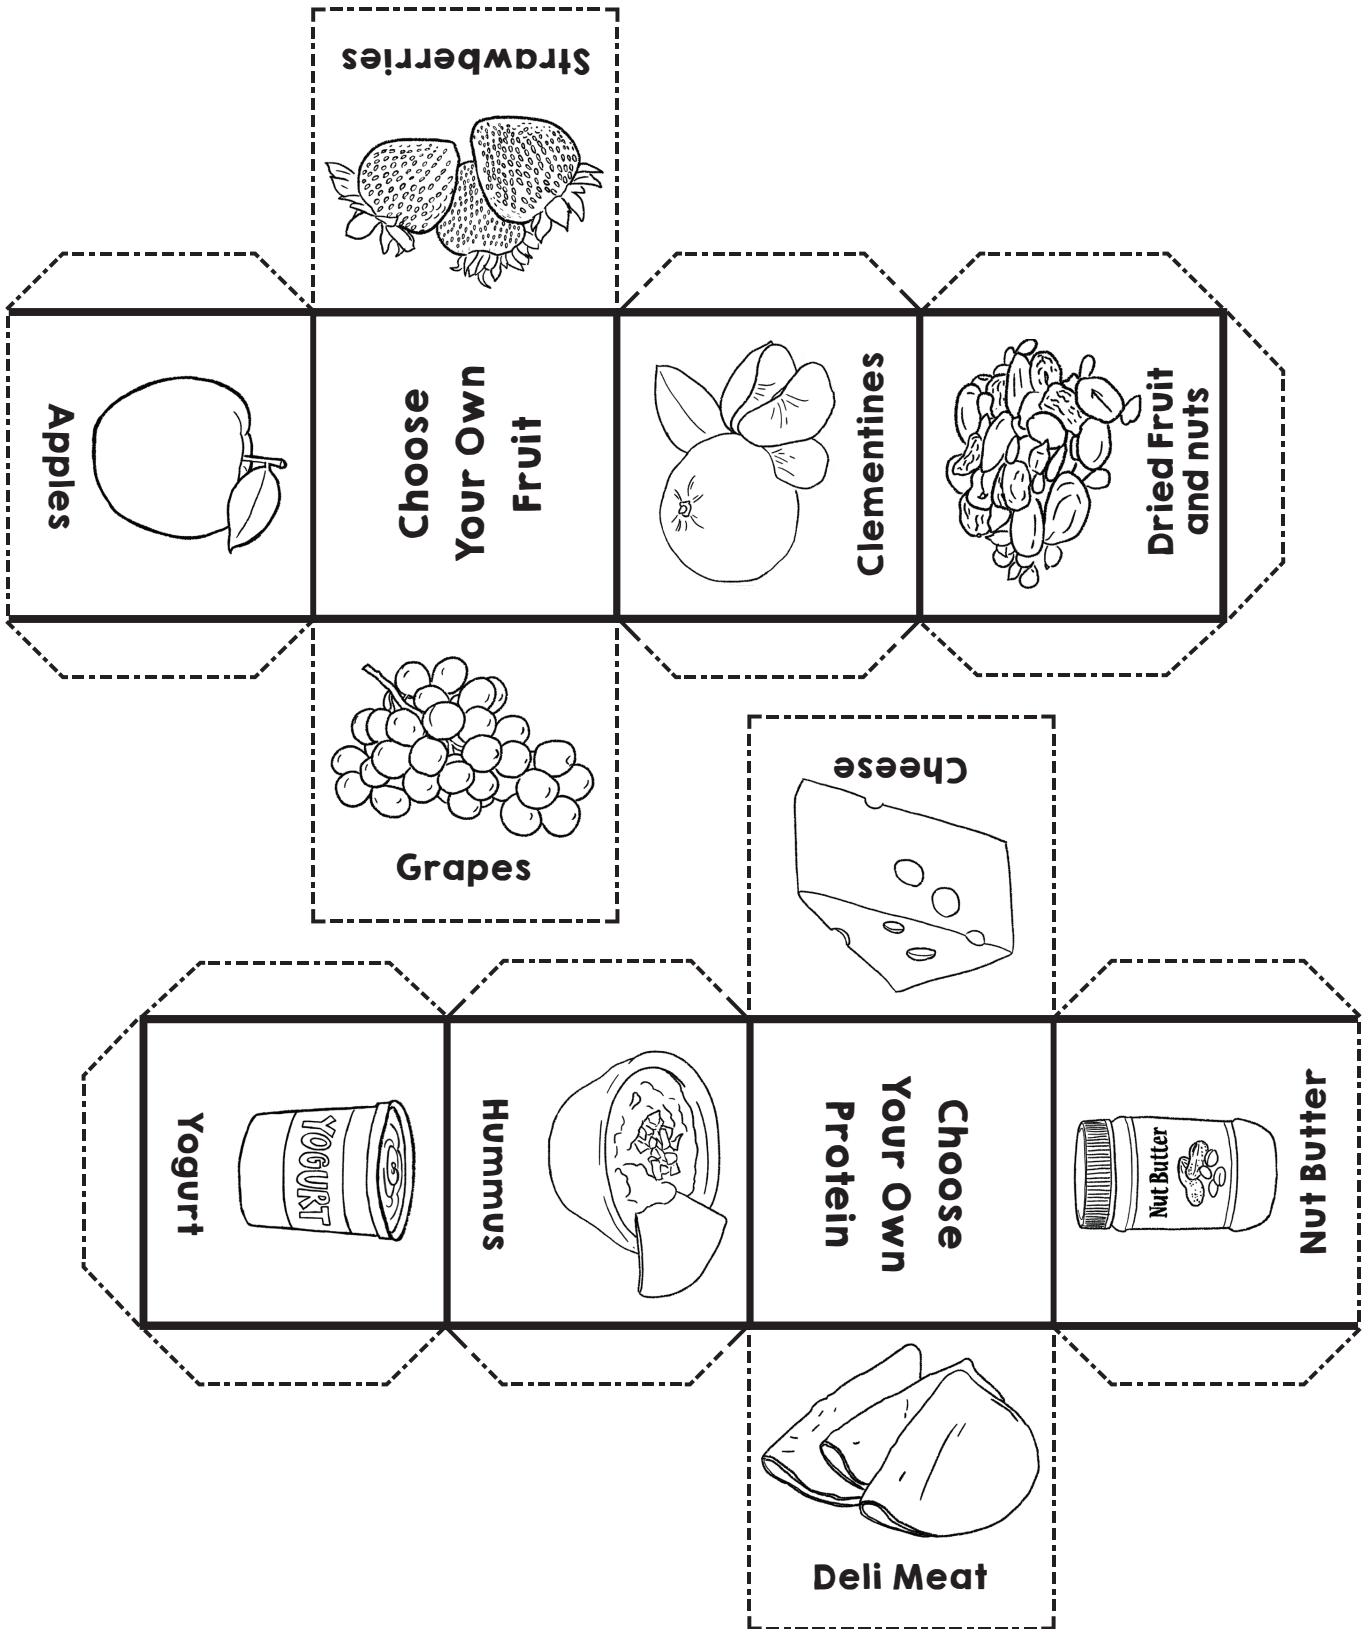 Strawberries
Apples
Choose
Your Own
Fruit
Clementines
Dried Fruit
and nuts
Grapes
Cheese
Yogurt
YOGURT
Hummus
Choose
Your Own
Protein
Nut Butter
Nut Butter
Deli Meat